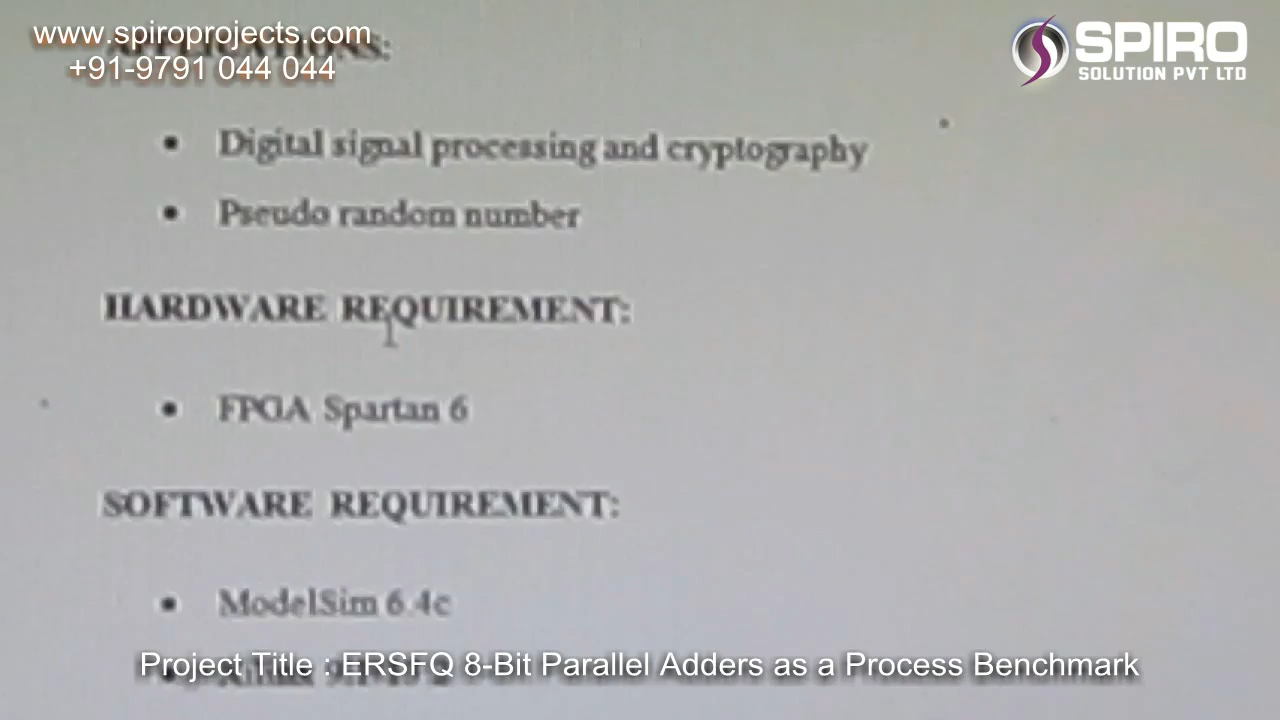 www.spiroprojects.com
+91-9791 044 044
SPIRO
SOLUTION PVT LTD
APPLICATIONS:
• Digital signal processing and cryptography
• Pseudo random number
HARDWARE REQUIREMENT:
• FPGA Spartan 6
SOFTWARE REQUIREMENT:
• ModelSim 6.4c
Project Title : ERSFQ 8-Bit Parallel Adders as a Process Benchmark